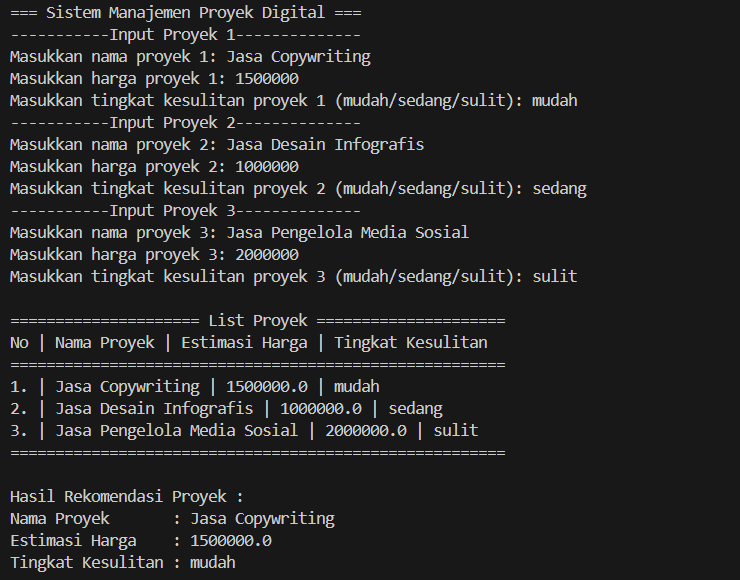 === Sistem Manajemen Proyek Digital ===
-----------Input Proyek 1--------------
Masukkan nama proyek 1: Jasa Copywriting
Masukkan harga proyek 1: 1500000
Masukkan tingkat kesulitan proyek 1 (mudah/sedang/sulit): mudah
-----------Input Proyek 2--------------
Masukkan nama proyek 2: Jasa Desain Infografis
Masukkan harga proyek 2: 1000000
Masukkan tingkat kesulitan proyek 2 (mudah/sedang/sulit): sedang
-----------Input Proyek 3--------------
Masukkan nama proyek 3: Jasa Pengelola Media Sosial
Masukkan harga proyek 3: 2000000
Masukkan tingkat kesulitan proyek 3 (mudah/sedang/sulit): sulit

===================== List Proyek =====================
No | Nama Proyek | Estimasi Harga | Tingkat Kesulitan
=======================================================
1. | Jasa Copywriting | 1500000.0 | mudah
2. | Jasa Desain Infografis | 1000000.0 | sedang
3. | Jasa Pengelola Media Sosial | 2000000.0 | sulit
=======================================================

Hasil Rekomendasi Proyek :
Nama Proyek       : Jasa Copywriting
Estimasi Harga    : 1500000.0
Tingkat Kesulitan : mudah